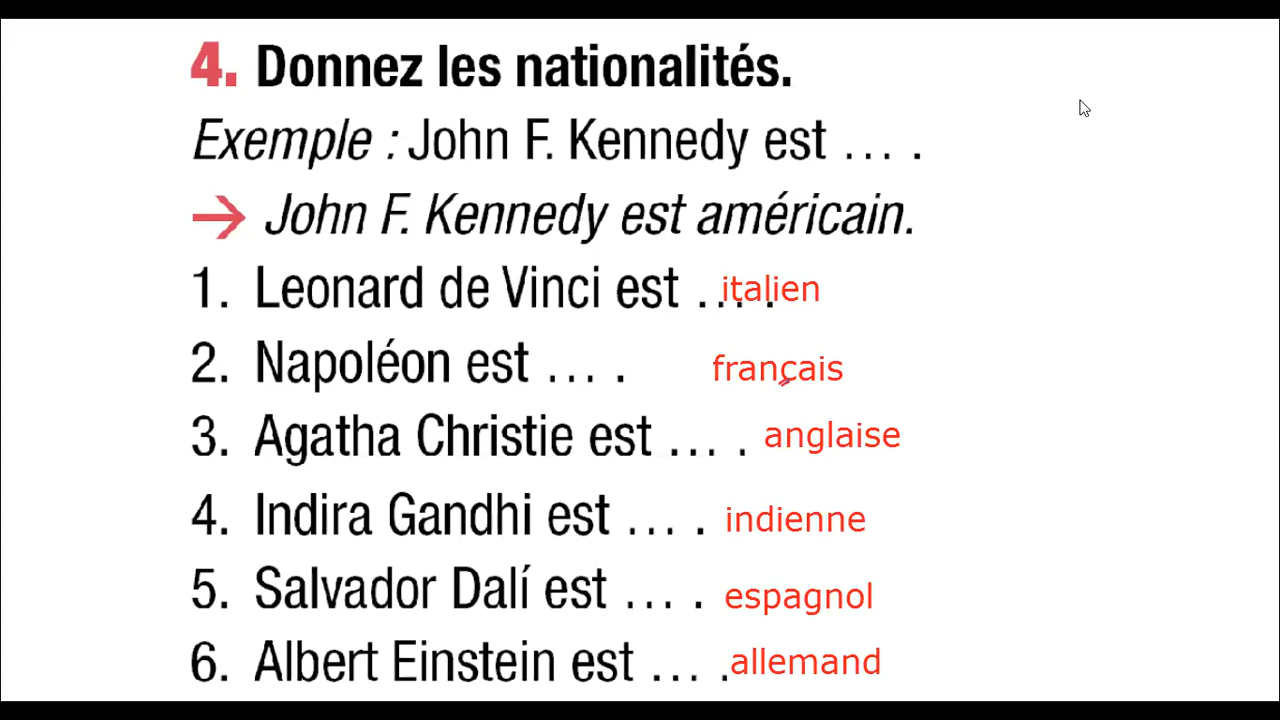 4. Donnez les nationalités.
Exemple : John F. Kennedy est ... .
→ John F. Kennedy est américain.
1. Leonard de Vinci est ... . italien
2. Napoléon est ... . français
3. Agatha Christie est ... . anglaise
4. Indira Gandhi est ... . indienne
5. Salvador Dalí est ... . espagnol
6. Albert Einstein est ... . allemand